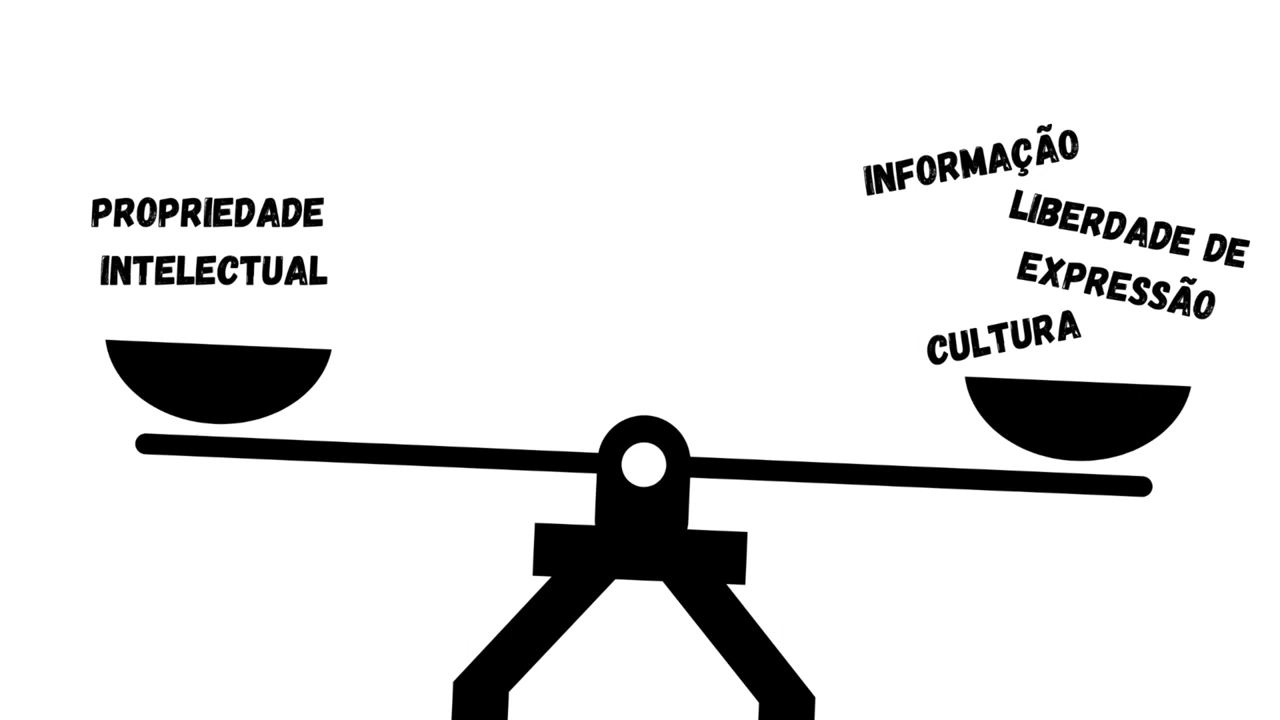 PROPRIEDADE
INTELECTUAL
INFORMAÇÃO
LIBERDADE DE
EXPRESSÃO
CULTURA